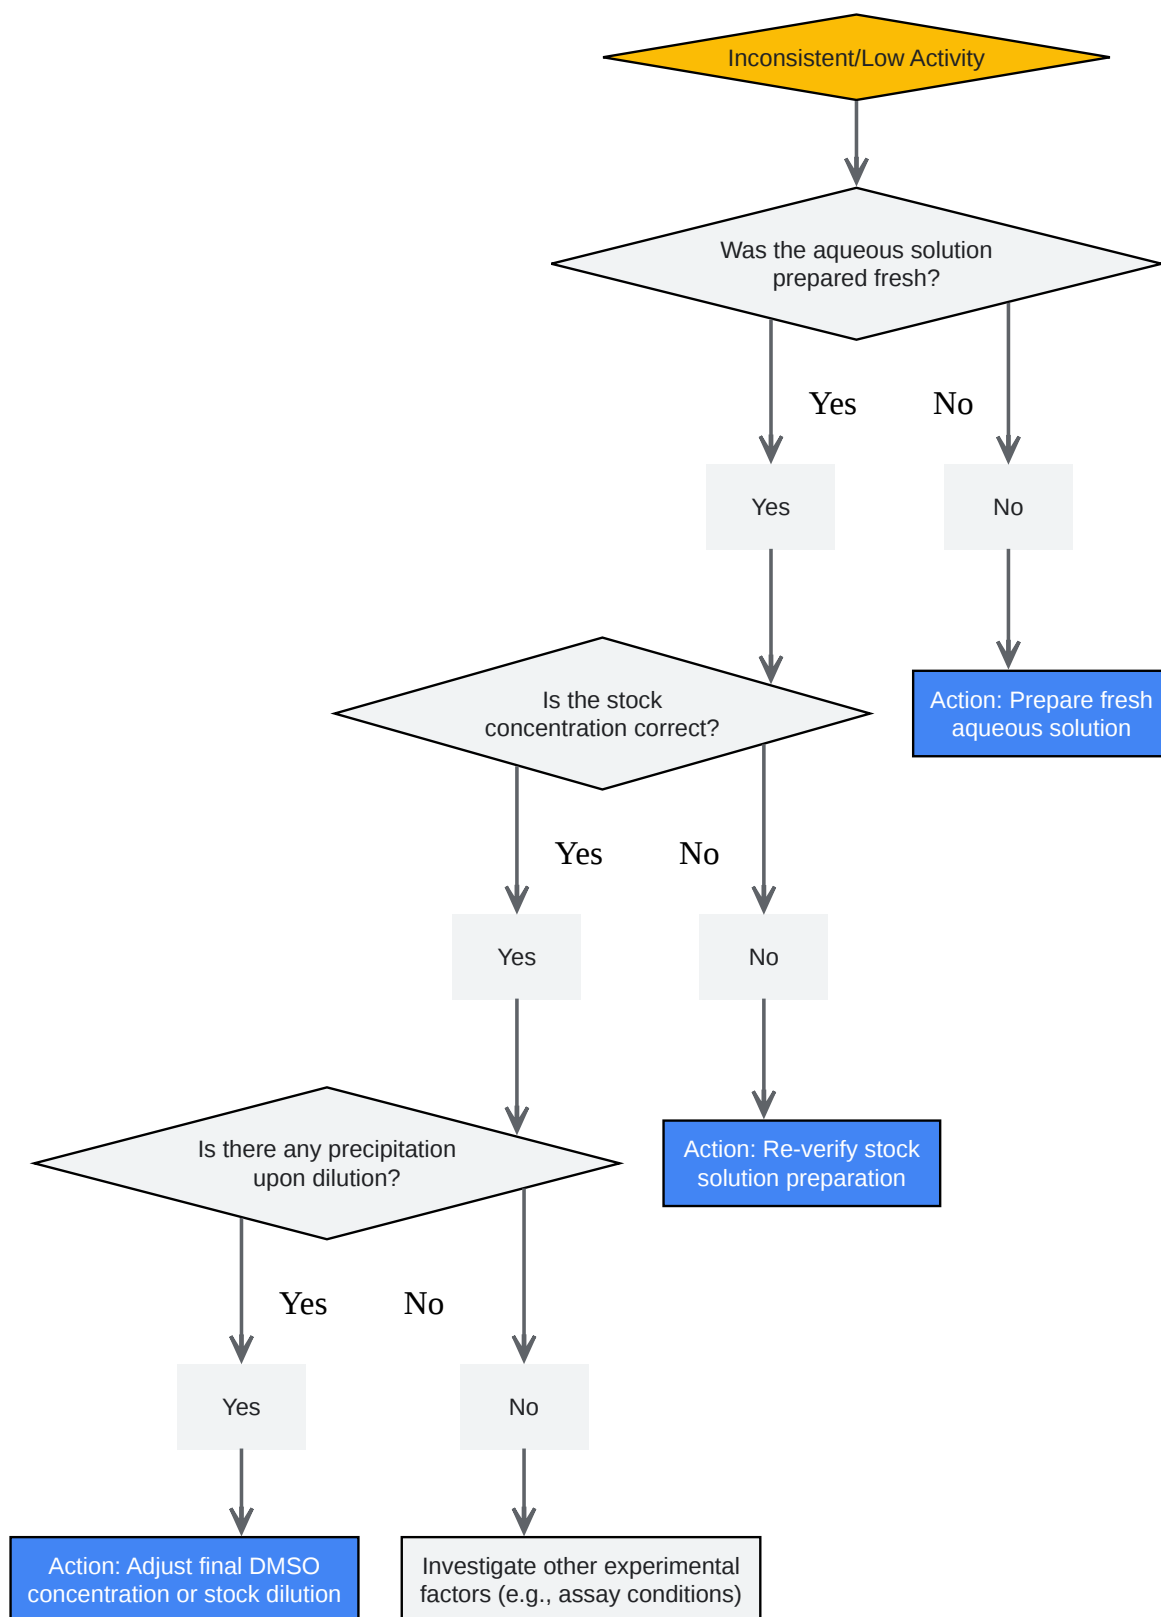 Inconsistent/Low Activity
Was the aqueous solution
prepared fresh?
Yes
No
Yes
No
Action: Prepare fresh
aqueous solution
Is the stock
concentration correct?
Yes
No
Yes
No
Action: Re-verify stock
solution preparation
Is there any precipitation
upon dilution?
Yes
No
Yes
No
Action: Adjust final DMSO
concentration or stock dilution
Investigate other experimental
factors (e.g., assay conditions)